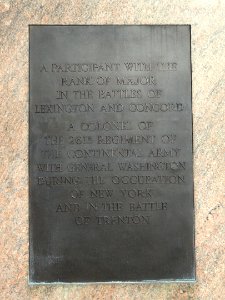 A PARTICIPANT WITH THE
RANK OF MAJOR
IN THE BATTLES OF
LEXINGTON AND CONCORD
A COLONEL OF
THE 26TH REGIMENT OF
THE CONTINENTAL ARMY
WITH GENERAL WASHINGTON
DURING THE OCCUPATION
OF NEW YORK
AND IN THE BATTLE
OF TRENTON